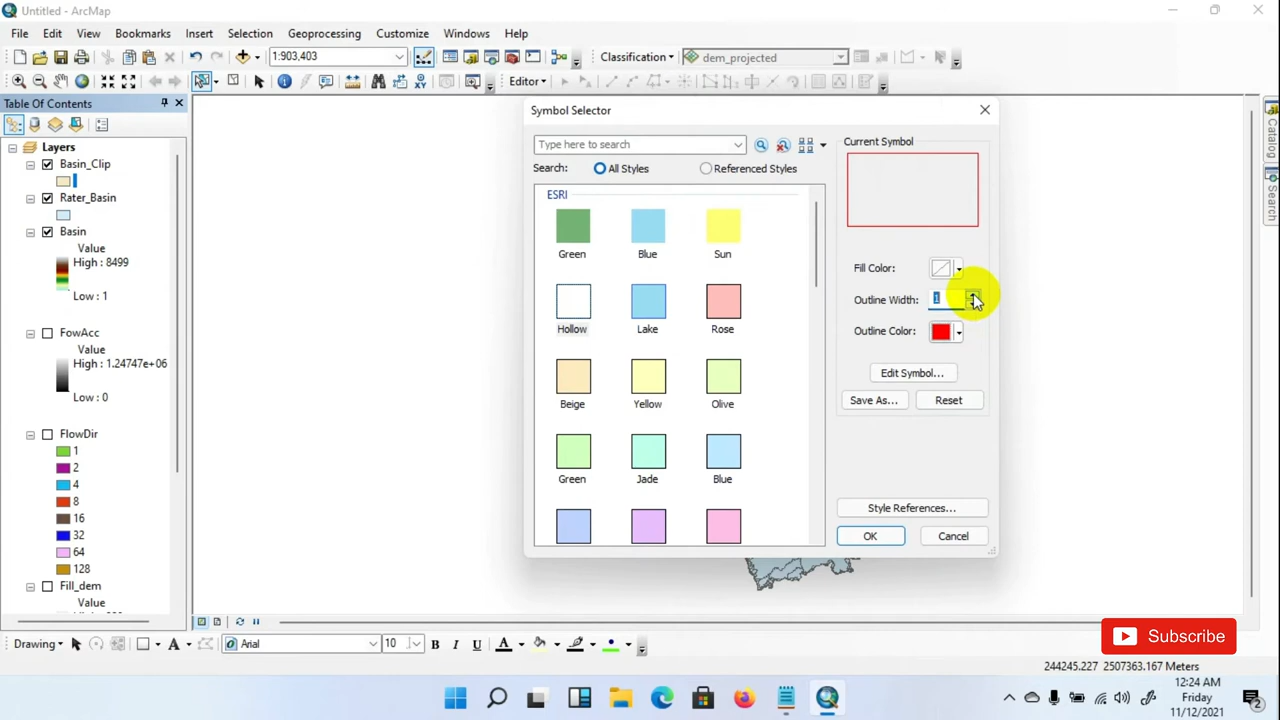 Untitled - ArcMap
File Edit View Bookmarks Insert Selection Geoprocessing Customize Windows Help
1:903,403 Classification dem_projected
Editor
Table Of Contents
Layers
Basin_Clip
Rater_Basin
Basin
Value
High : 8499
Low : 1
FowAcc
Value
High : 1.24747e+06
Low : 0
FlowDir
1
2
4
8
16
32
64
128
Fill_dem
Value
Symbol Selector
Type here to search
Search: All Styles Referenced Styles
ESRI
Green Blue Sun
Hollow Lake Rose
Beige Yellow Olive
Green Jade Blue
Current Symbol
Fill Color:
Outline Width: 1
Outline Color:
Edit Symbol...
Save As... Reset
Style References...
OK Cancel
Catalog
Search
Drawing A Arial 10 B I U A
Subscribe
244245.227 2507363.167 Meters
12:24 AM
Friday
11/12/2021
2